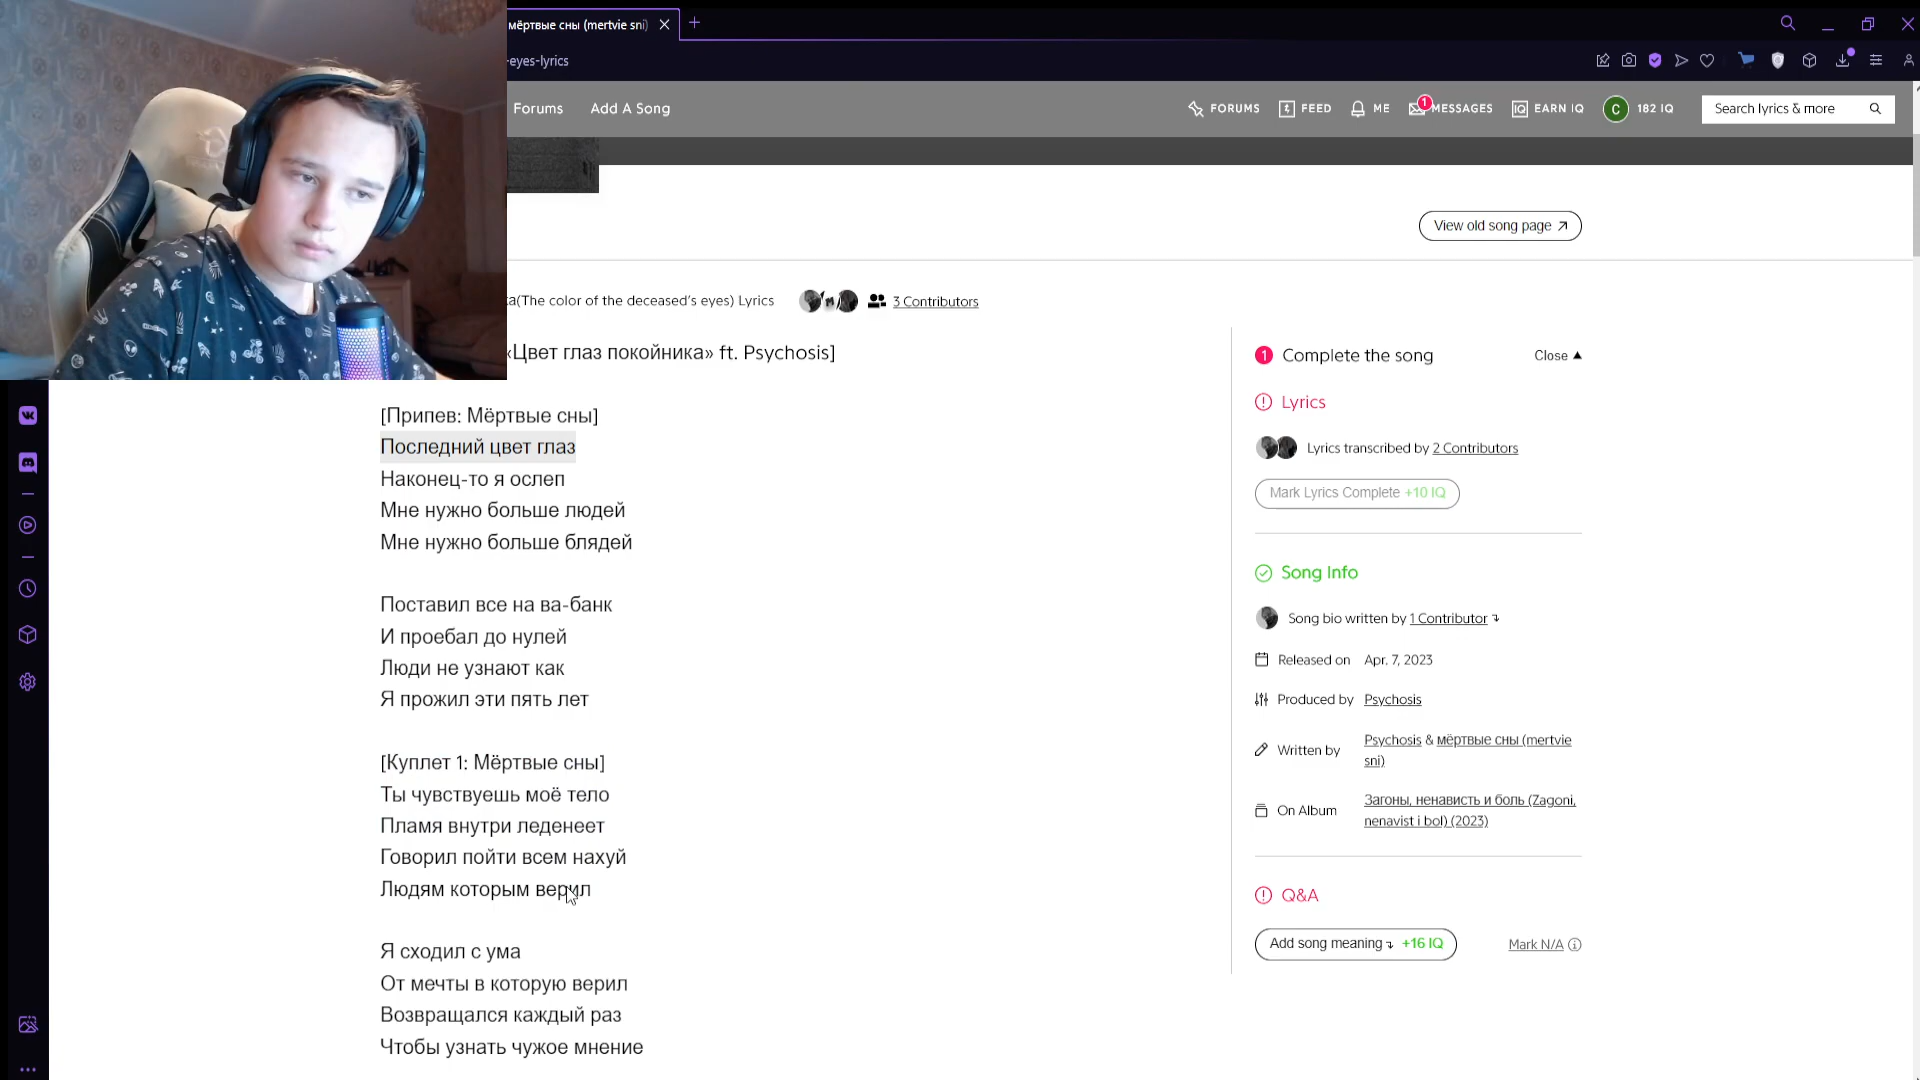 мёртвые сны (mertvie sni)
-eyes-lyrics
Forums Add A Song FORUMS FEED ME 1 MESSAGES EARN IQ C 182 IQ Search lyrics & more
View old song page
ка(The color of the deceased's eyes) Lyrics 3 Contributors
«Цвет глаз покойника» ft. Psychosis]
[Припев: Мёртвые сны]
Последний цвет глаз
Наконец-то я ослеп
Мне нужно больше людей
Мне нужно больше блядей
Поставил все на ва-банк
И проебал до нулей
Люди не узнают как
Я прожил эти пять лет
[Куплет 1: Мёртвые сны]
Ты чувствуешь моё тело
Пламя внутри леденеет
Говорил пойти всем нахуй
Людям которым верил
Я сходил с ума
От мечты в которую верил
Возвращался каждый раз
Чтобы узнать чужое мнение
1 Complete the song Close
Lyrics
Lyrics transcribed by 2 Contributors
Mark Lyrics Complete +10 IQ
Song Info
Song bio written by 1 Contributor
Released on Apr. 7, 2023
Produced by Psychosis
Written by Psychosis & мёртвые сны (mertvie
sni)
On Album Загоны, ненависть и боль (Zagoni,
nenavist i bol) (2023)
Q&A
Add song meaning +16 IQ Mark N/A